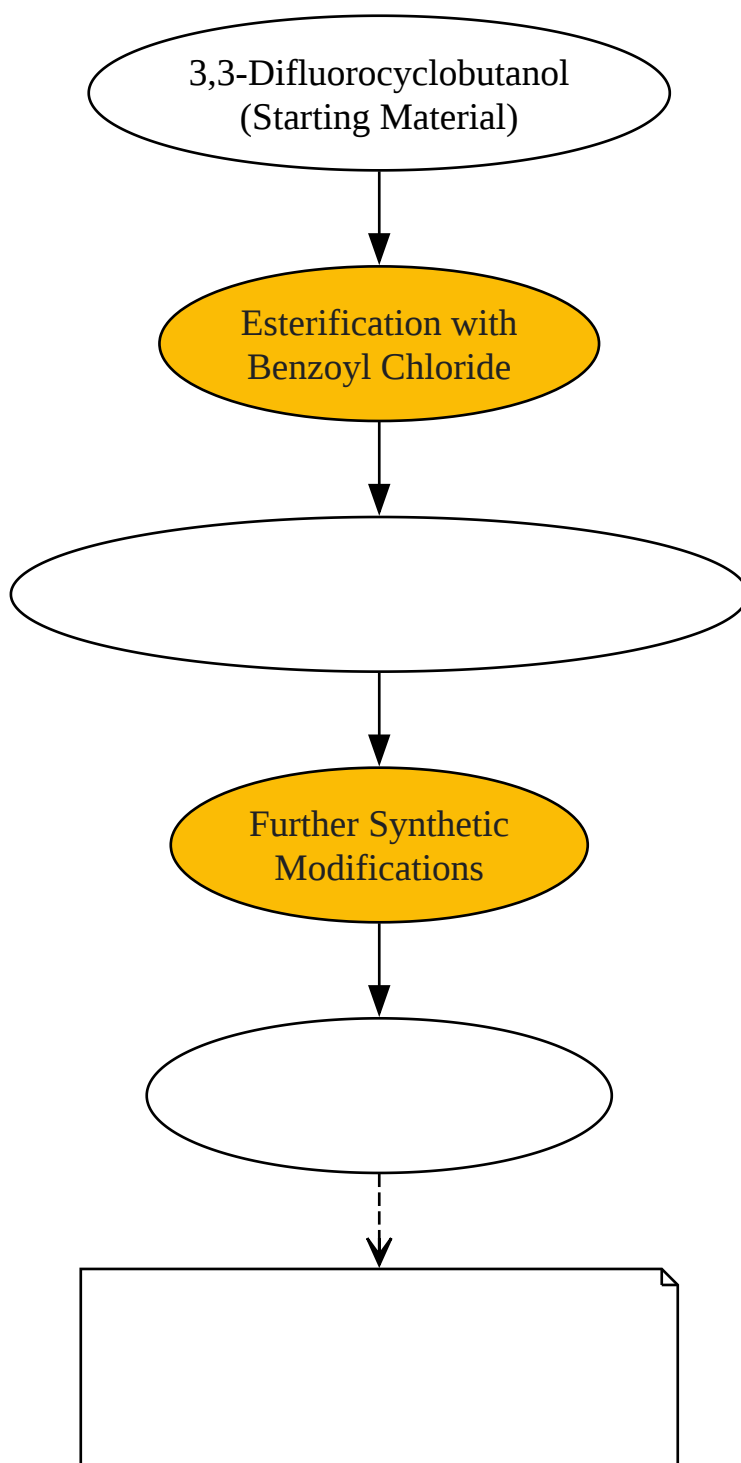 3,3-Difluorocyclobutanol
(Starting Material)
Esterification with
Benzoyl Chloride
Further Synthetic
Modifications